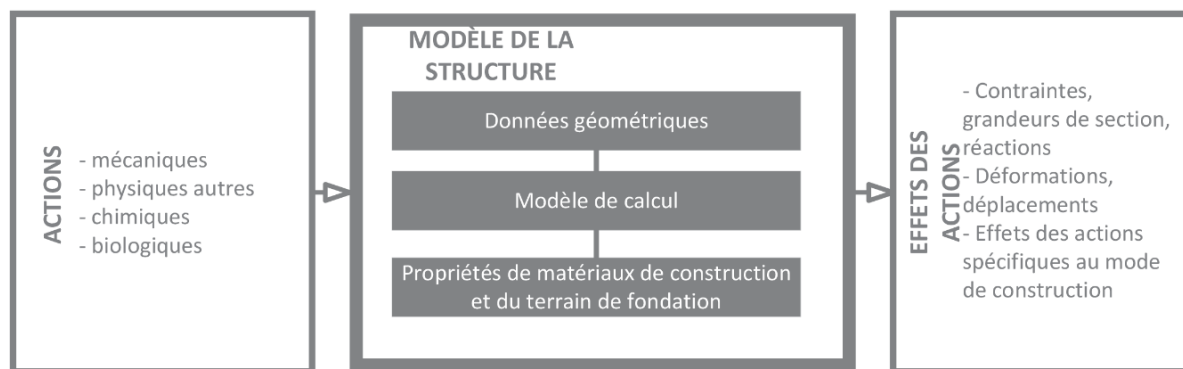 ACTIONS
- mécaniques
- physiques autres
- chimiques
- biologiques
MODÈLE DE LA
STRUCTURE
Données géométriques
Modèle de calcul
Propriétés de matériaux de construction
et du terrain de fondation
EFFETS DES
ACTIONS
- Contraintes,
grandeurs de section,
réactions
- Déformations,
déplacements
- Effets des actions
spécifiques au mode
de construction